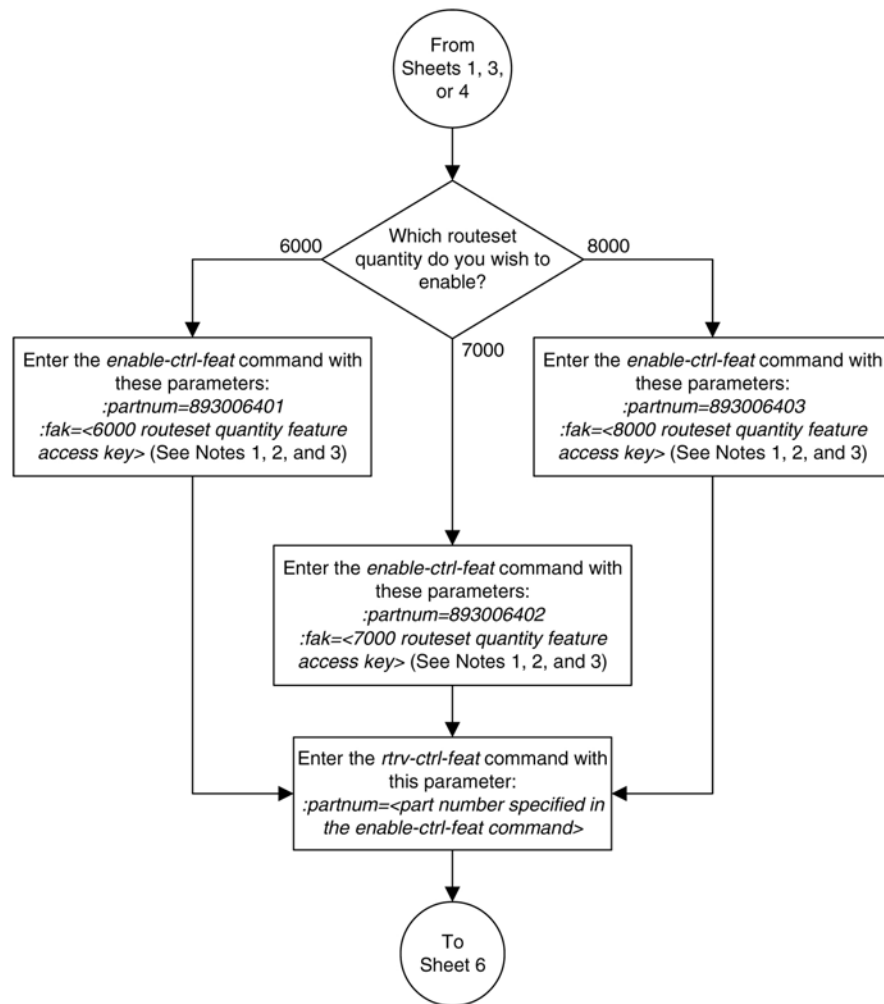 From
Sheets 1, 3,
or 4
Which routeset
quantity do you wish to
enable?
6000
8000
7000
Enter the enable-ctrl-feat command with
these parameters:
:partnum=893006401
:fak=<6000 routeset quantity feature
access key> (See Notes 1, 2, and 3)
Enter the enable-ctrl-feat command with
these parameters:
:partnum=893006403
:fak=<8000 routeset quantity feature
access key> (See Notes 1, 2, and 3)
Enter the enable-ctrl-feat command with
these parameters:
:partnum=893006402
:fak=<7000 routeset quantity feature
access key> (See Notes 1, 2, and 3)
Enter the rtrv-ctrl-feat command with
this parameter:
:partnum=<part number specified in
the enable-ctrl-feat command>
To
Sheet 6